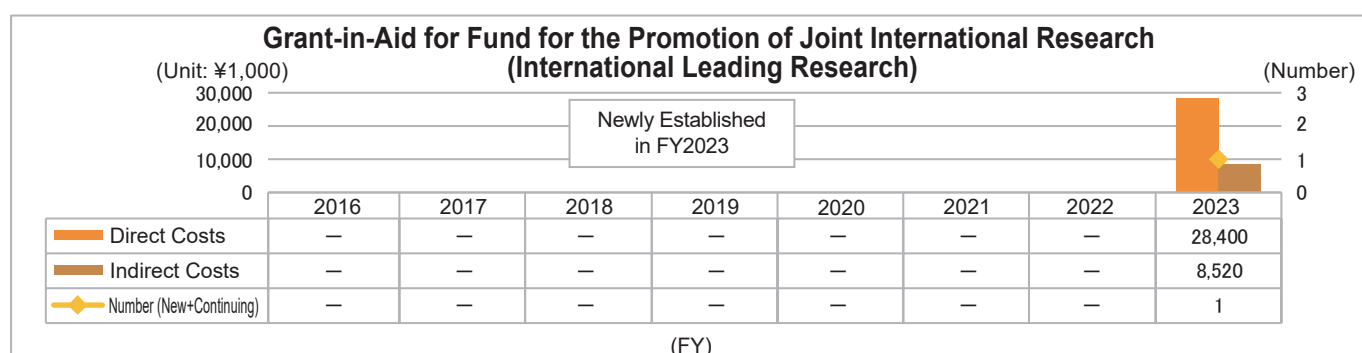 Grant-in-Aid for Fund for the Promotion of Joint International Research
(Unit: ¥1,000) (International Leading Research) (Number)
30,000 3
20,000 Newly Established 2
in FY2023
10,000 1
0 0
2016 2017 2018 2019 2020 2021 2022 2023
Direct Costs — — — — — — — 28,400
Indirect Costs — — — — — — — 8,520
Number (New+Continuing) — — — — — — — 1
(FY)